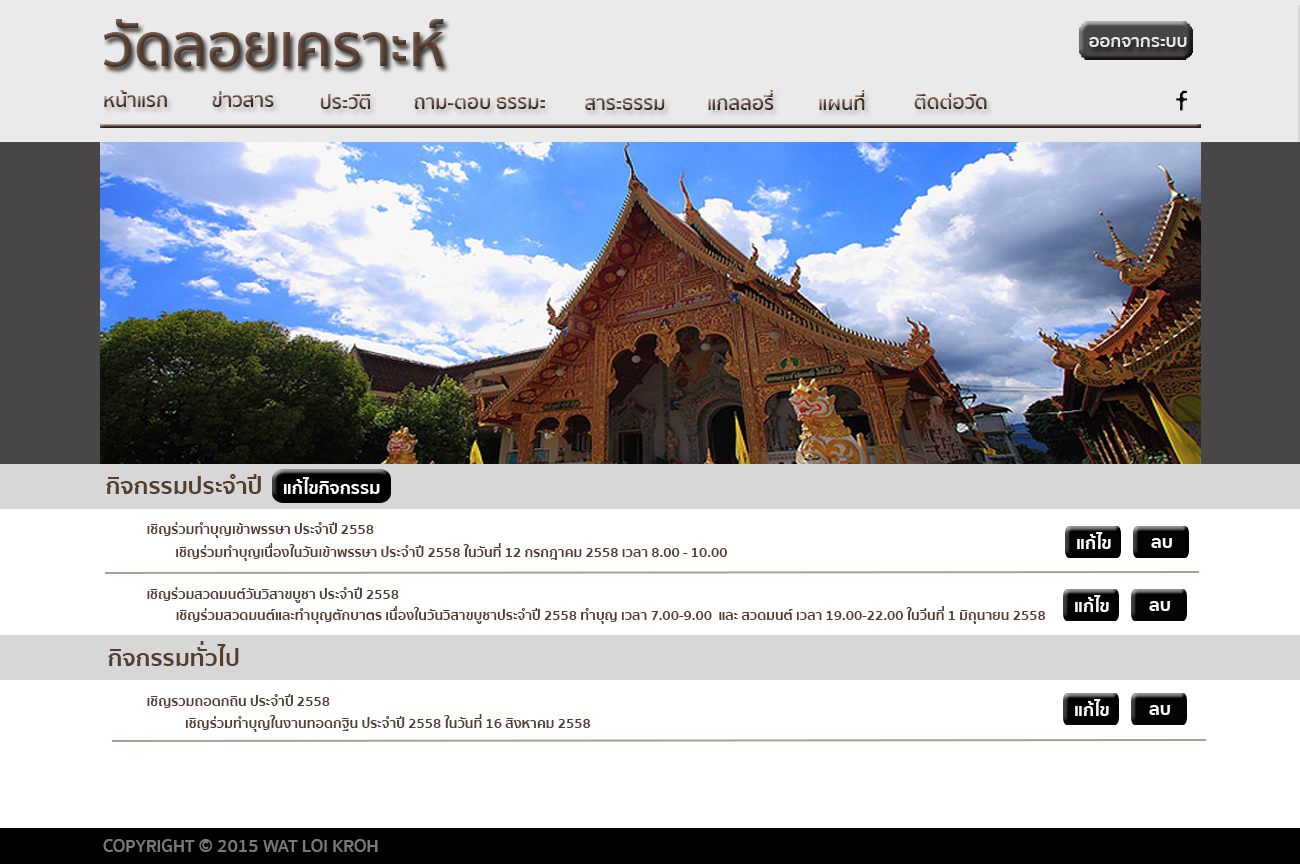 วัดลอยเคราะห์
ออกจากระบบ
หน้าแรก ข่าวสาร ประวัติ ถาม-ตอบ ธรรมะ สาระธรรม แกลลอรี่ แผนที่ ติดต่อวัด f
กิจกรรมประจำปี แก้ไขกิจกรรม
เชิญร่วมทำบุญเข้าพรรษา ประจำปี 2558
เชิญร่วมทำบุญเนื่องในวันเข้าพรรษา ประจำปี 2558 ในวันที่ 12 กรกฎาคม 2558 เวลา 8.00 - 10.00
แก้ไข ลบ
เชิญร่วมสวดมนต์วันวิสาขบูชา ประจำปี 2558
เชิญร่วมสวดมนต์และทำบุญตักบาตร เนื่องในวันวิสาขบูชาประจำปี 2558 ทำบุญ เวลา 7.00-9.00 และ สวดมนต์ เวลา 19.00-22.00 ในวีนที่ 1 มิถุนายน 2558
แก้ไข ลบ
กิจกรรมทั่วไป
เชิญรวมถอดกถิน ประจำปี 2558
เชิญร่วมทำบุญในงานทอดกฐิน ประจำปี 2558 ในวันที่ 16 สิงหาคม 2558
แก้ไข ลบ
COPYRIGHT © 2015 WAT LOI KROH